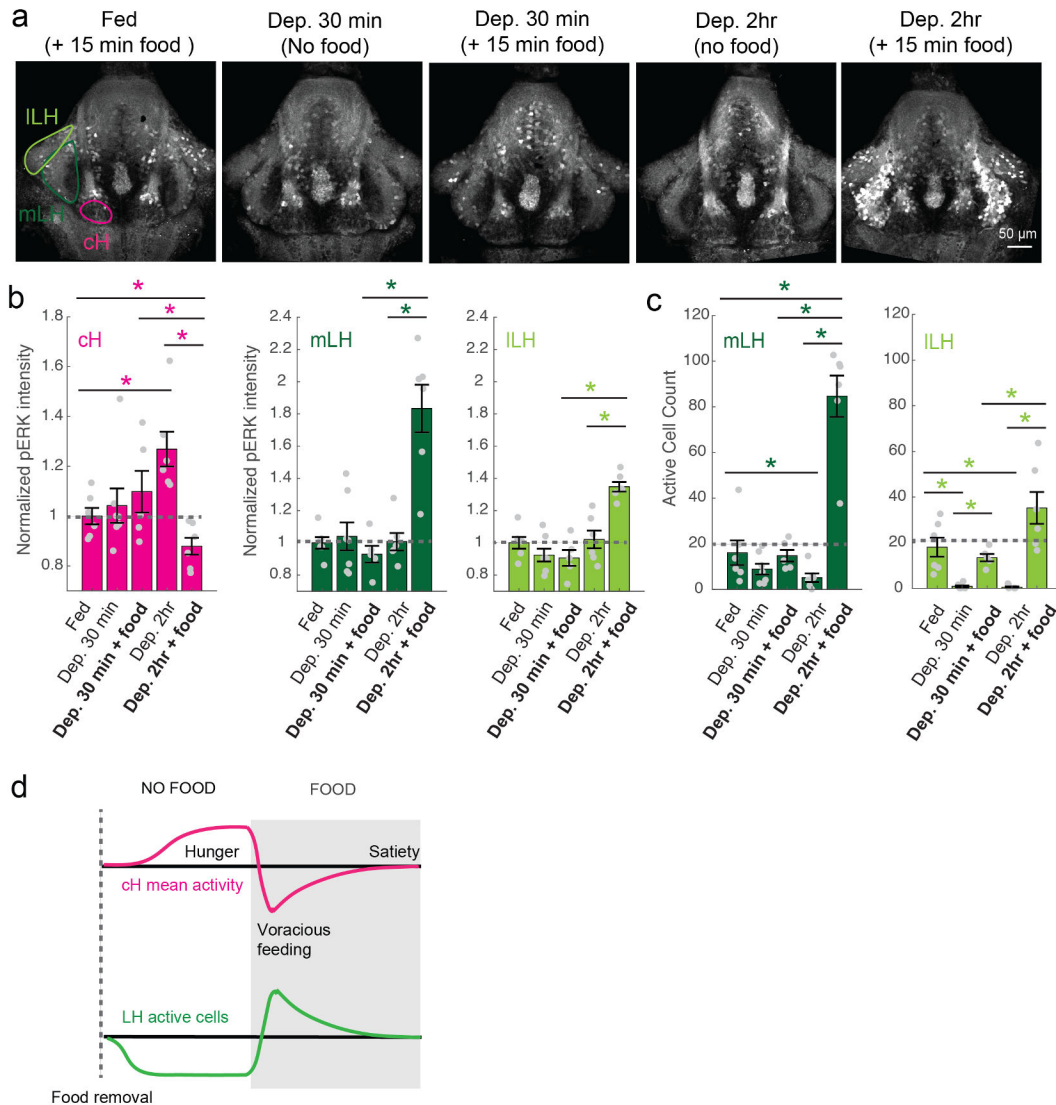 a
Fed
(+ 15 min food )
Dep. 30 min
(No food)
Dep. 30 min
(+ 15 min food)
Dep. 2hr
(no food)
Dep. 2hr
(+ 15 min food)
lLH
mLH
cH
50 µm
b
Normalized pERK intensity
1.8
1.6
1.4
1.2
1
0.8
cH
*
*
*
*
Fed
Dep. 30 min
Dep. 30 min + food
Dep. 2hr
Dep. 2hr + food
Normalized pERK intensity
2.4
2.2
2
1.8
1.6
1.4
1.2
1
0.8
mLH
*
*
Fed
Dep. 30 min
Dep. 30 min + food
Dep. 2hr
Dep. 2hr + food
2.4
2.2
2
1.8
1.6
1.4
1.2
1
0.8
lLH
*
*
Fed
Dep. 30 min
Dep. 30 min + food
Dep. 2hr
Dep. 2hr + food
c
Active Cell Count
120
100
80
60
40
20
0
mLH
*
*
*
*
Fed
Dep. 30 min
Dep. 30 min + food
Dep. 2hr
Dep. 2hr + food
120
100
80
60
40
20
0
lLH
*
*
*
*
*
Fed
Dep. 30 min
Dep. 30 min + food
Dep. 2hr
Dep. 2hr + food
d
NO FOOD
FOOD
Hunger
Satiety
cH mean activity
Voracious
feeding
LH active cells
Food removal